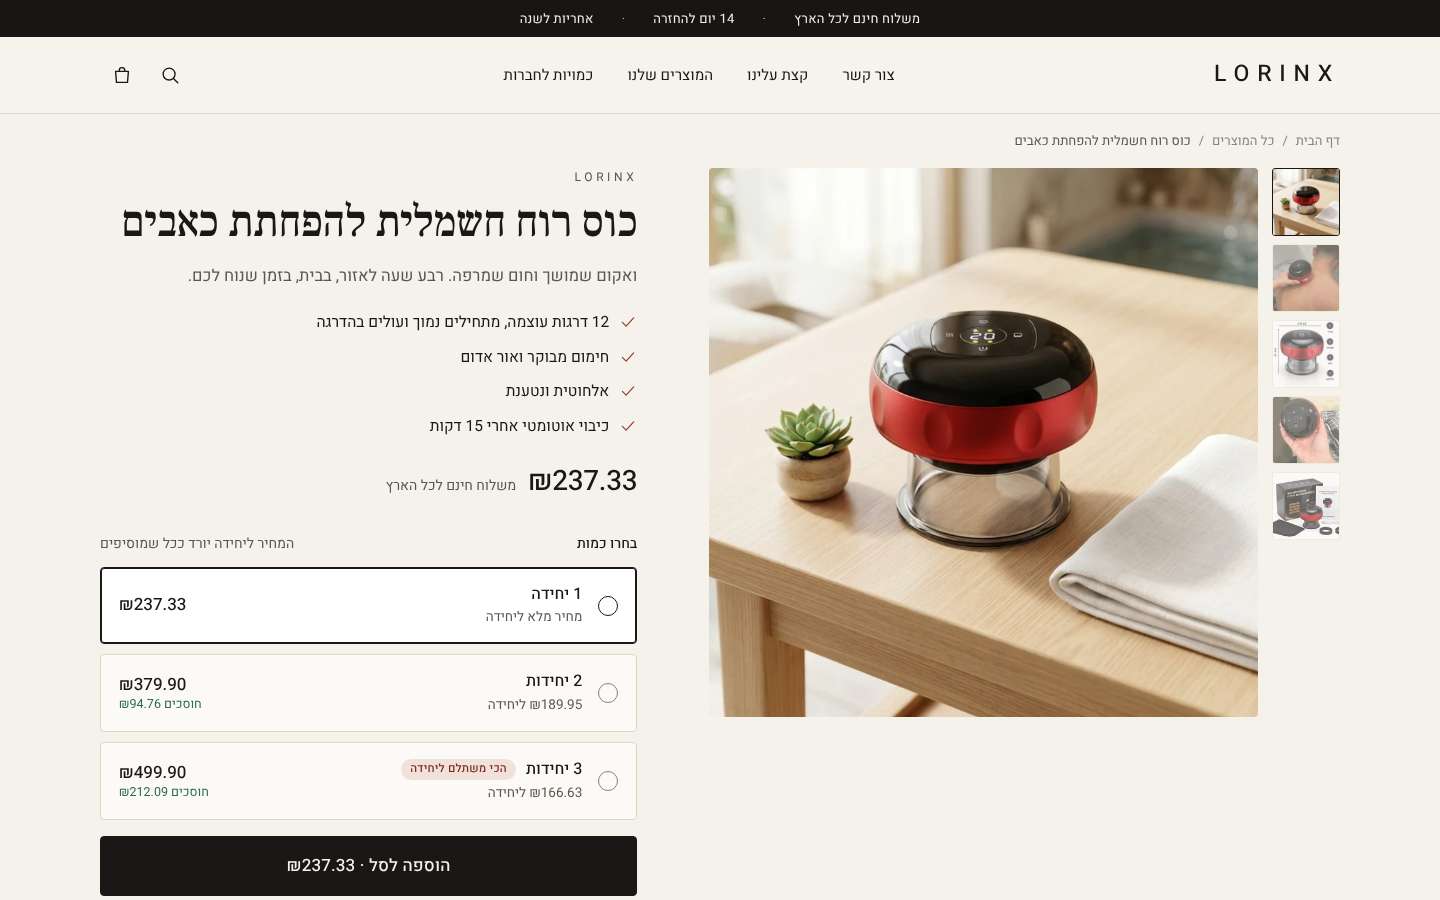 משלוח חינם לכל הארץ · 14 יום להחזרה · אחריות לשנה
LORINX
צור קשר
קצת עלינו
המוצרים שלנו
כמויות לחברות
דף הבית / כל המוצרים / כוס רוח חשמלית להפחתת כאבים
LORINX
כוס רוח חשמלית להפחתת כאבים
ואקום שמושך וחום שמרפה. רבע שעה לאזור, בבית, בזמן שנוח לכם.
12 דרגות עוצמה, מתחילים נמוך ועולים בהדרגה
חימום מבוקר ואור אדום
אלחוטית ונטענת
כיבוי אוטומטי אחרי 15 דקות
₪237.33 משלוח חינם לכל הארץ
בחרו כמות
המחיר ליחידה יורד ככל שמוסיפים
1 יחידה
מחיר מלא ליחידה
₪237.33
2 יחידות
₪189.95 ליחידה
₪379.90
חוסכים ₪94.76
3 יחידות הכי משתלם ליחידה
₪166.63 ליחידה
₪499.90
חוסכים ₪212.09
הוספה לסל · ₪237.33
20